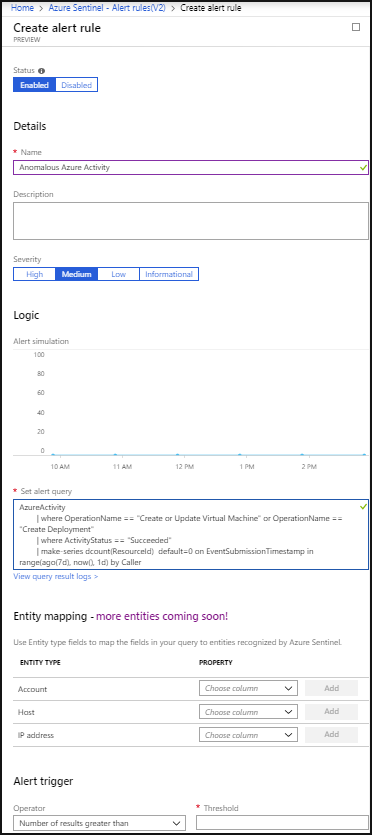 Home > Azure Sentinel - Alert rules(V2) > Create alert rule
Create alert rule
PREVIEW
Status
Enabled Disabled
Details
* Name
Anomalous Azure Activity
Description
Severity
High Medium Low Informational
Logic
Alert simulation
100
80
60
40
20
0
10 AM 11 AM 12 PM 1 PM 2 PM
* Set alert query
AzureActivity
| where OperationName == "Create or Update Virtual Machine" or OperationName ==
"Create Deployment"
| where ActivityStatus == "Succeeded"
| make-series dcount(ResourceId) default=0 on EventSubmissionTimestamp in
range(ago(7d), now(), 1d) by Caller
View query result logs >
Entity mapping - more entities coming soon!
Use Entity type fields to map the fields in your query to entities recognized by Azure Sentinel.
ENTITY TYPE PROPERTY
Account Choose column Add
Host Choose column Add
IP address Choose column Add
Alert trigger
Operator * Threshold
Number of results greater than